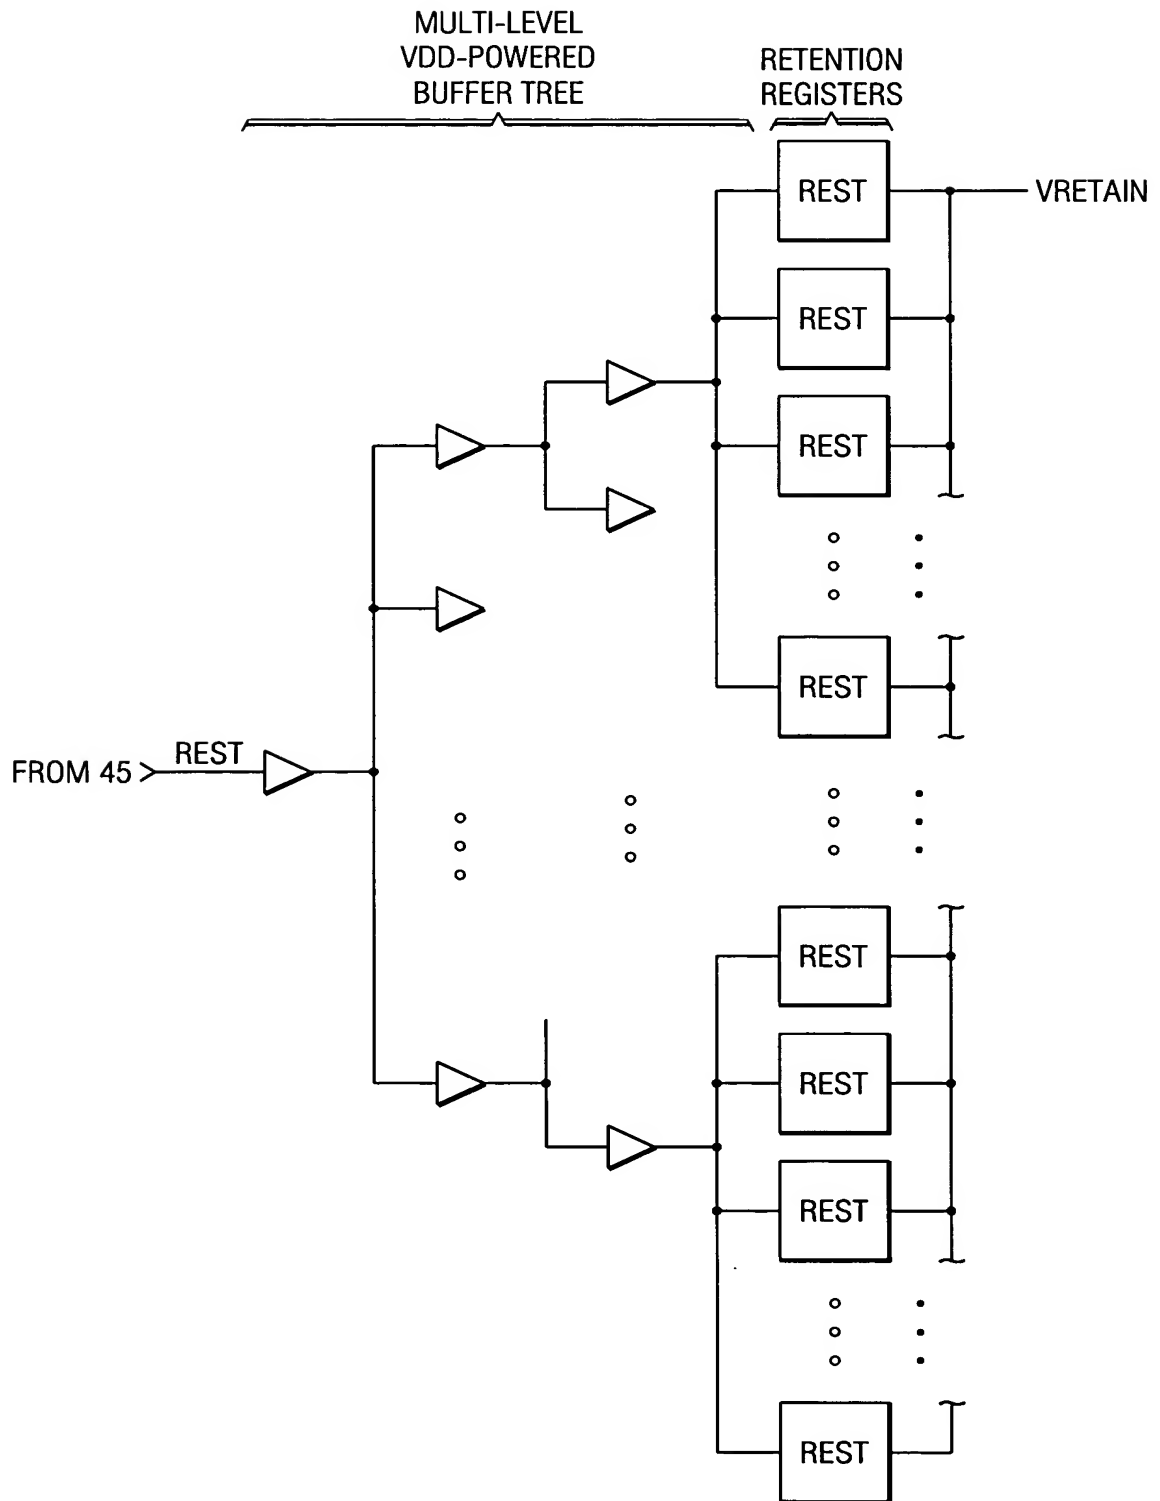 MULTI-LEVEL
VDD-POWERED
BUFFER TREE
RETENTION
REGISTERS
REST
VRETAIN
REST
REST
REST
FROM 45
REST
REST
REST
REST
REST